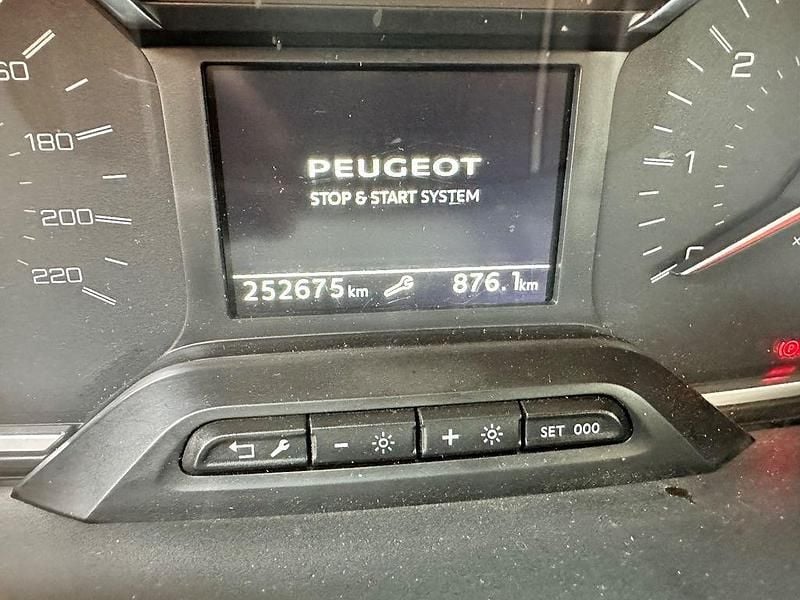 60
180
200
220
PEUGEOT
STOP & START SYSTEM
252675 km 876.1 km
2
1
- +
SET 000
P